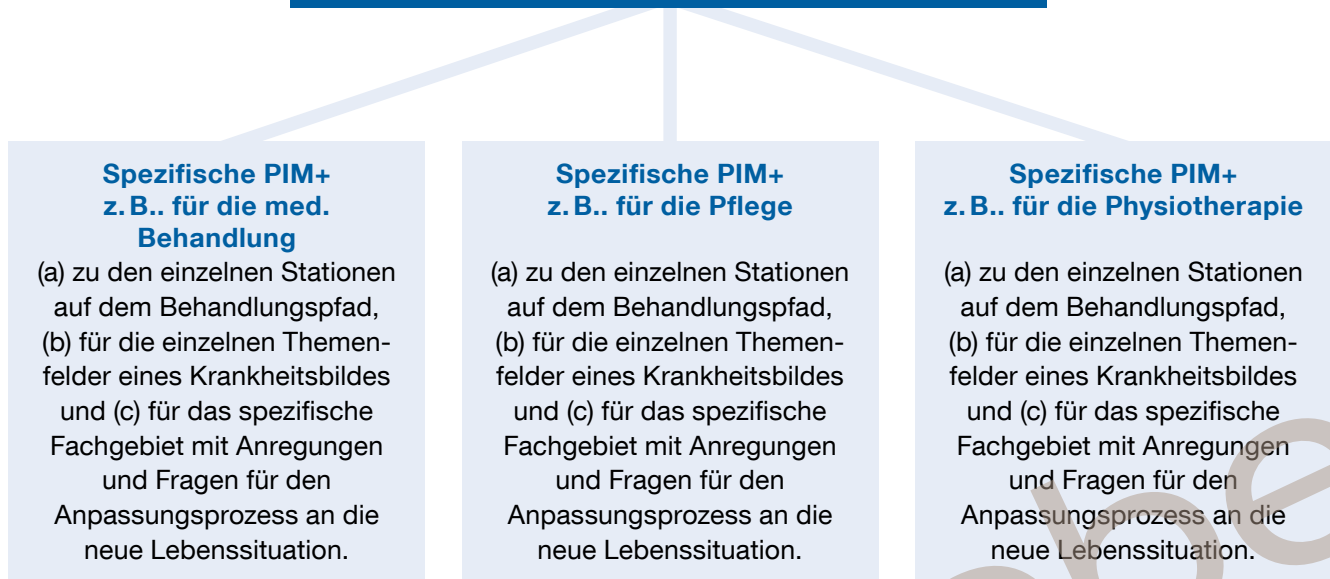 Spezifische PIM+
z. B.. für die med.
Behandlung
(a) zu den einzelnen Stationen
auf dem Behandlungspfad,
(b) für die einzelnen Themen-
felder eines Krankheitsbildes
und (c) für das spezifische
Fachgebiet mit Anregungen
und Fragen für den
Anpassungsprozess an die
neue Lebenssituation.
Spezifische PIM+
z. B.. für die Pflege
(a) zu den einzelnen Stationen
auf dem Behandlungspfad,
(b) für die einzelnen Themen-
felder eines Krankheitsbildes
und (c) für das spezifische
Fachgebiet mit Anregungen
und Fragen für den
Anpassungsprozess an die
neue Lebenssituation.
Spezifische PIM+
z. B.. für die Physiotherapie
(a) zu den einzelnen Stationen
auf dem Behandlungspfad,
(b) für die einzelnen Themen-
felder eines Krankheitsbildes
und (c) für das spezifische
Fachgebiet mit Anregungen
und Fragen für den
Anpassungsprozess an die
neue Lebenssituation.